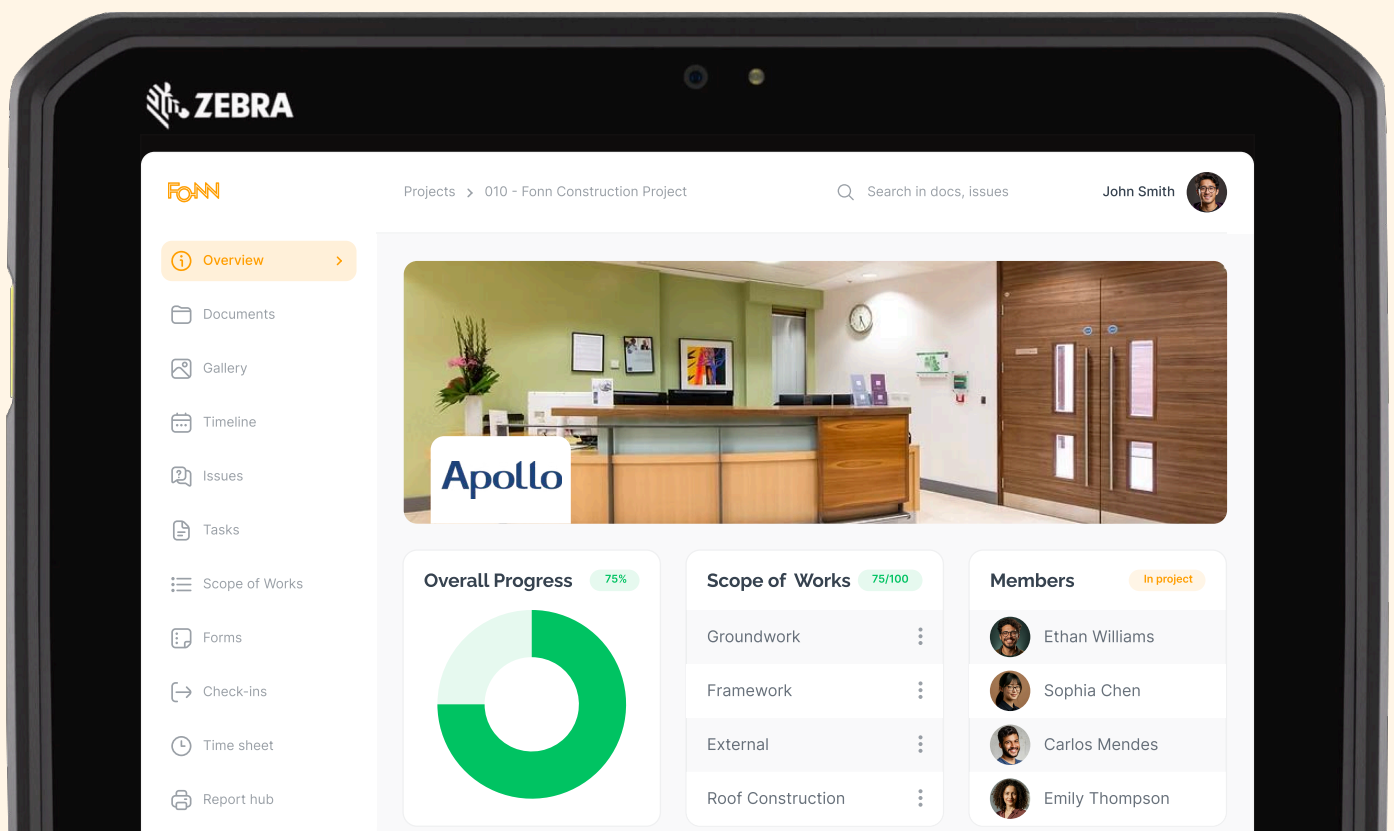 ZEBRA
FONN
Projects > 010 - Fonn Construction Project
Search in docs, issues
John Smith
Overview
Documents
Gallery
Timeline
Issues
Tasks
Scope of Works
Forms
Check-ins
Time sheet
Report hub
Apollo
Overall Progress 75%
Scope of Works 75/100
Groundwork
Framework
External
Roof Construction
Members In project
Ethan Williams
Sophia Chen
Carlos Mendes
Emily Thompson